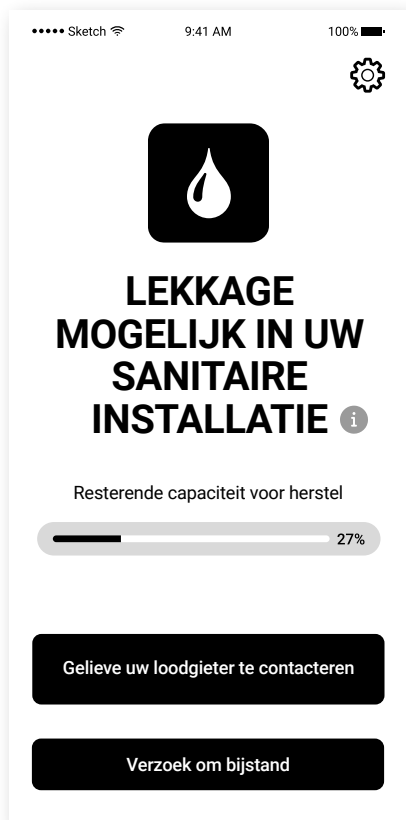 Sketch 9:41 AM 100%
LEKKAGE
MOGELIJK IN UW
SANITAIRE
INSTALLATIE i
Resterende capaciteit voor herstel
27%
Gelieve uw loodgieter te contacteren
Verzoek om bijstand